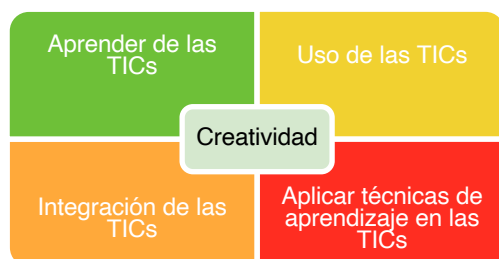 Aprender de las
TICs
Uso de las TICs
Creatividad
Integración de las
TICs
Aplicar técnicas de
aprendizaje en las
TICs